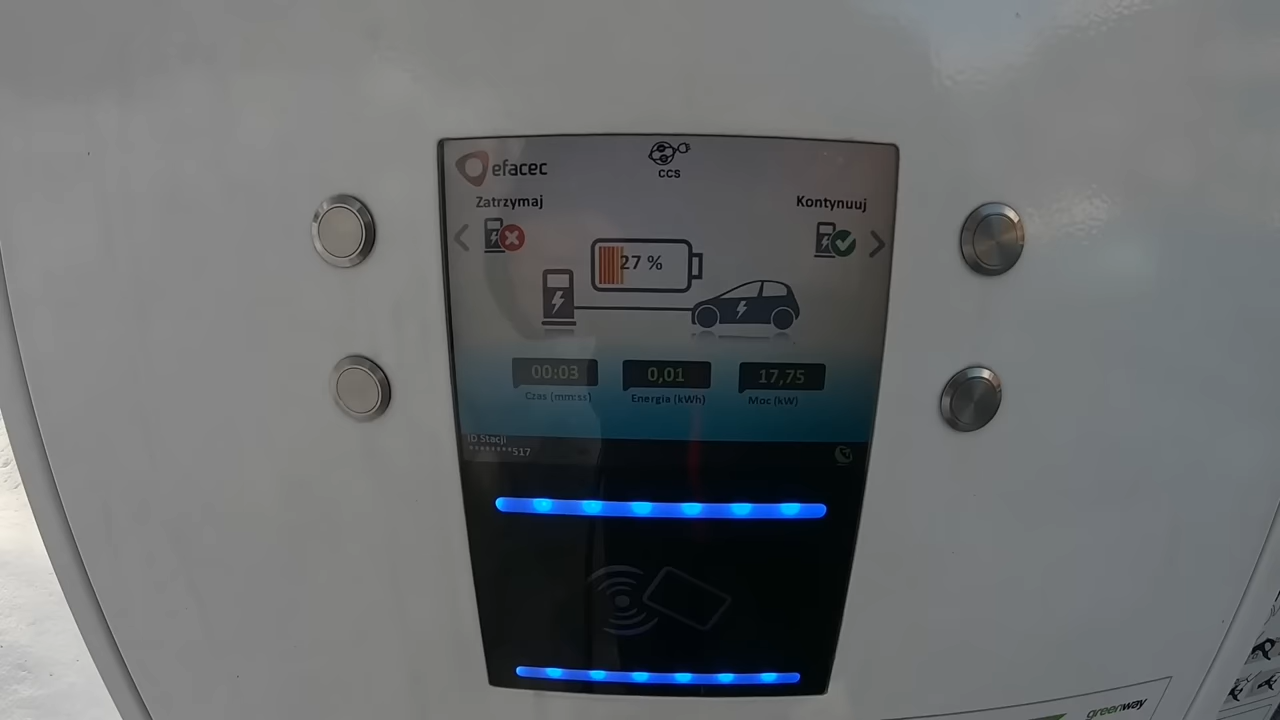 efacec
CCS
Zatrzymaj
Kontynuuj
27 %
00:03
0,01
17,75
Czas (mm:ss)
Energia (kWh)
Moc (kW)
ID Stacji
********517
greenway